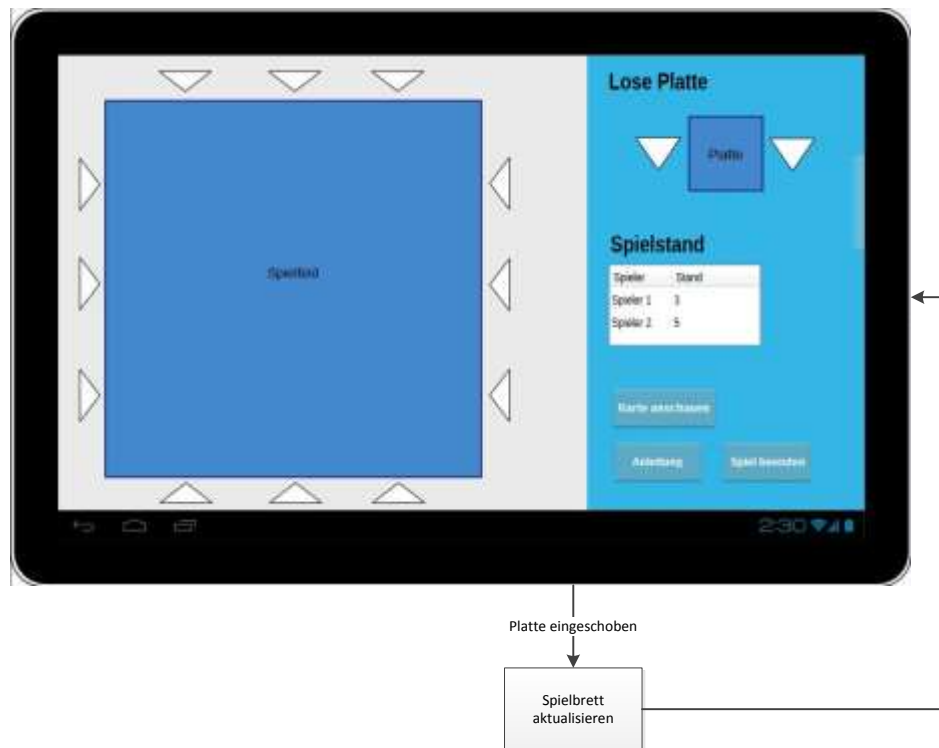 Lose Platte
Platte
Spielstand
Spieler Stand
Spieler 1 3
Spieler 2 5
Spielfeld
Karte anschauen
Anleitung Spiel beenden
2:30
Platte eingeschoben
Spielbrett
aktualisieren